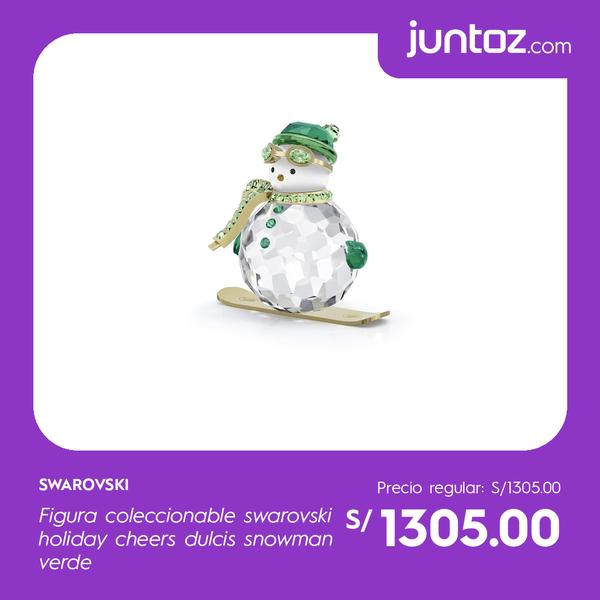 juntoz.com
SWAROVSKI
Figura coleccionable swarovski
holiday cheers dulcis snowman
verde
Precio regular: S/1305.00
S/1305.00